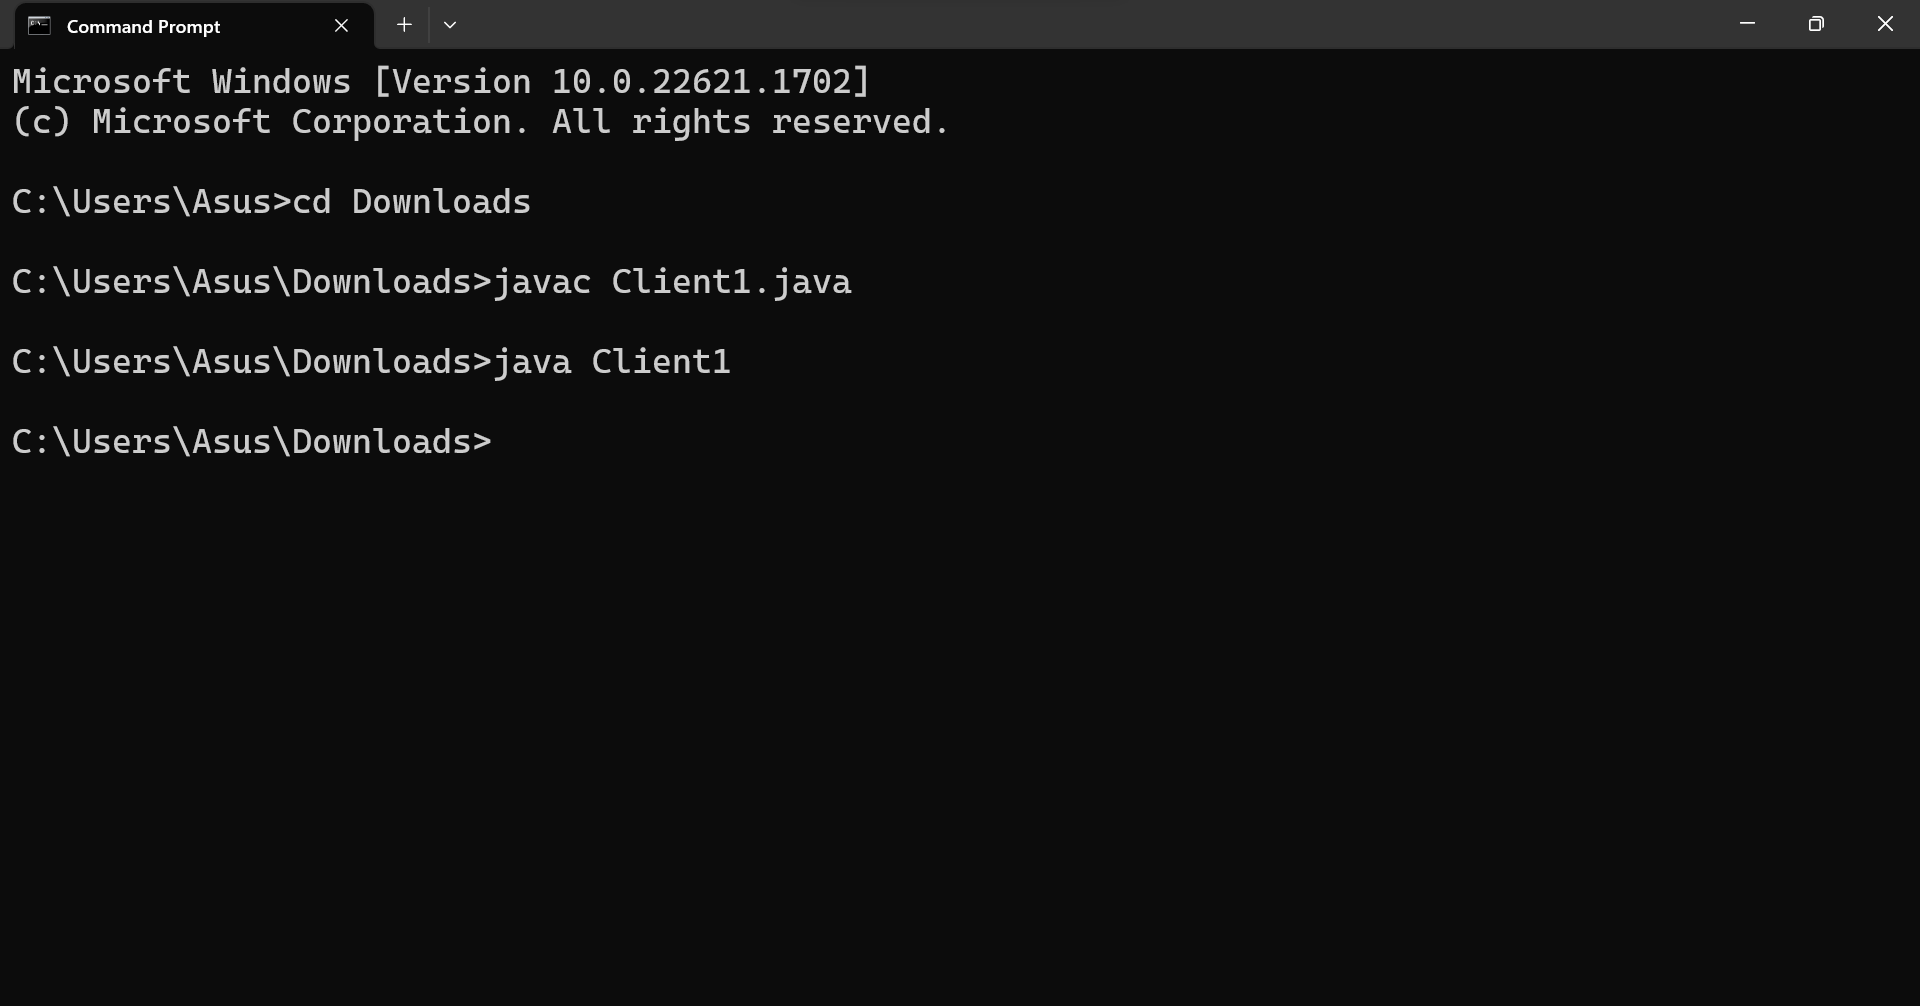 Command Prompt
Microsoft Windows [Version 10.0.22621.1702]
(c) Microsoft Corporation. All rights reserved.
C:\Users\Asus>cd Downloads
C:\Users\Asus\Downloads>javac Client1.java
C:\Users\Asus\Downloads>java Client1
C:\Users\Asus\Downloads>